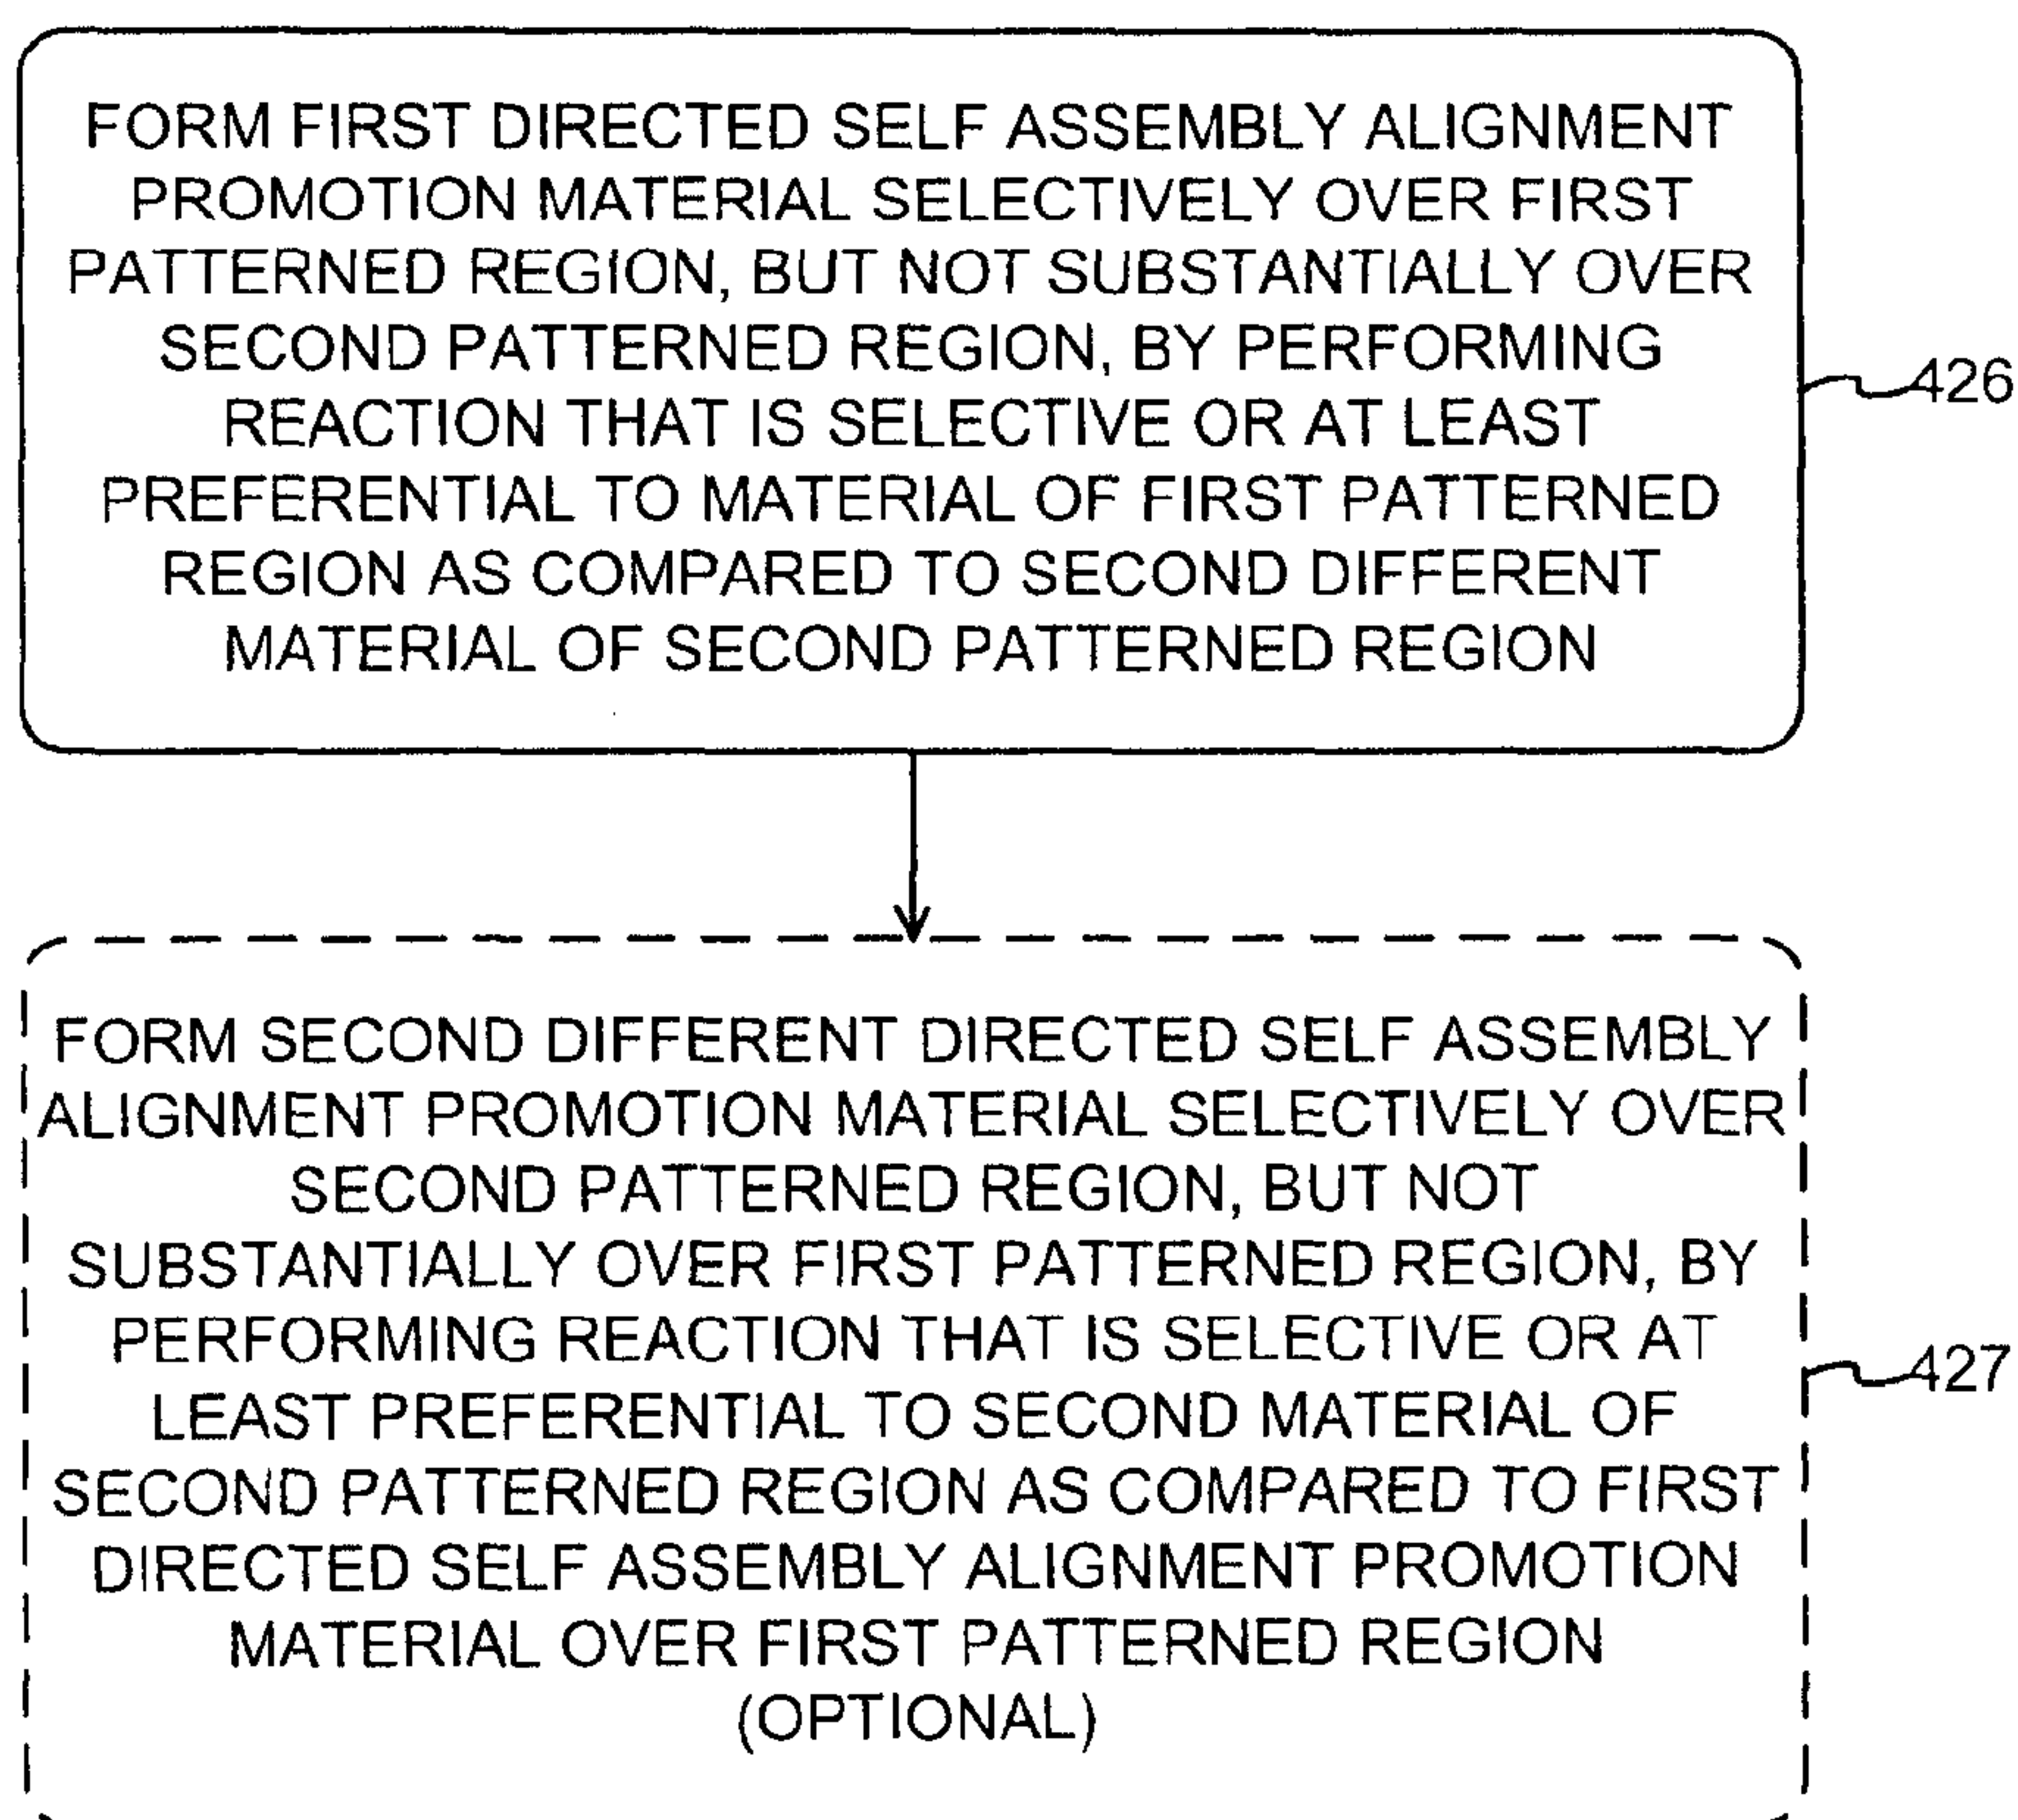 FORM FIRST DIRECTED SELF ASSEMBLY ALIGNMENT
PROMOTION MATERIAL SELECTIVELY OVER FIRST
PATTERNED REGION, BUT NOT SUBSTANTIALLY OVER
SECOND PATTERNED REGION, BY PERFORMING
REACTION THAT IS SELECTIVE OR AT LEAST
PREFERENTIAL TO MATERIAL OF FIRST PATTERNED
REGION AS COMPARED TO SECOND DIFFERENT
MATERIAL OF SECOND PATTERNED REGION
426
FORM SECOND DIFFERENT DIRECTED SELF ASSEMBLY
ALIGNMENT PROMOTION MATERIAL SELECTIVELY OVER
SECOND PATTERNED REGION, BUT NOT
SUBSTANTIALLY OVER FIRST PATTERNED REGION, BY
PERFORMING REACTION THAT IS SELECTIVE OR AT
LEAST PREFERENTIAL TO SECOND MATERIAL OF
SECOND PATTERNED REGION AS COMPARED TO FIRST
DIRECTED SELF ASSEMBLY ALIGNMENT PROMOTION
MATERIAL OVER FIRST PATTERNED REGION
(OPTIONAL)
427